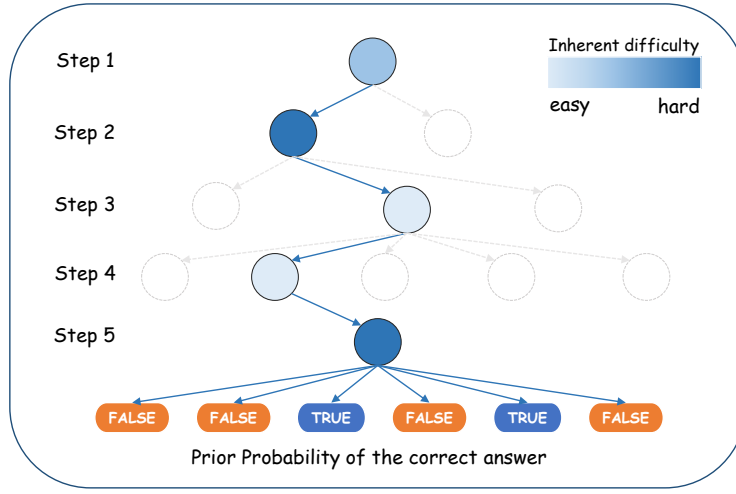 Step 1
Inherent difficulty
easy hard
Step 2
Step 3
Step 4
Step 5
FALSE FALSE TRUE FALSE TRUE FALSE
Prior Probability of the correct answer